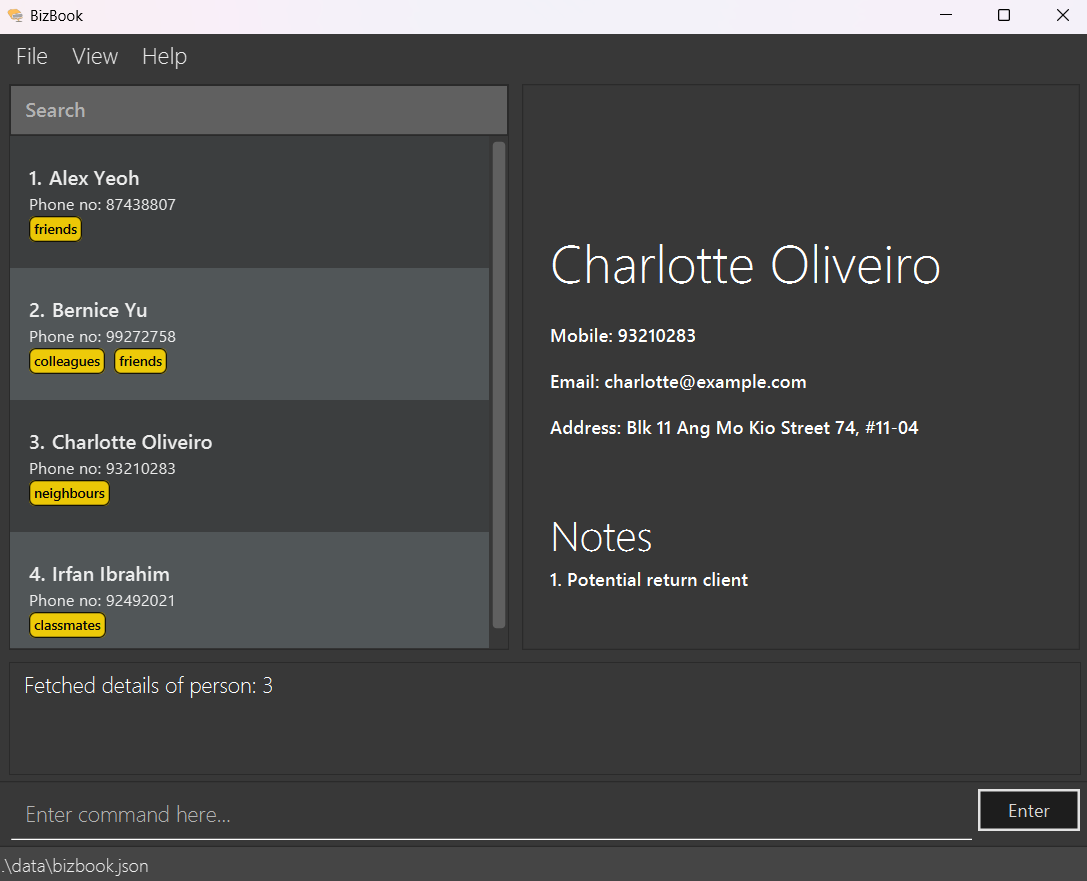 BizBook
File View Help
Search
1. Alex Yeoh
Phone no: 87438807
friends
2. Bernice Yu
Phone no: 99272758
colleagues friends
3. Charlotte Oliveiro
Phone no: 93210283
neighbours
4. Irfan Ibrahim
Phone no: 92492021
classmates
Charlotte Oliveiro
Mobile: 93210283
Email: charlotte@example.com
Address: Blk 11 Ang Mo Kio Street 74, #11-04
Notes
1. Potential return client
Fetched details of person: 3
Enter command here...
Enter
.\data\bizbook.json